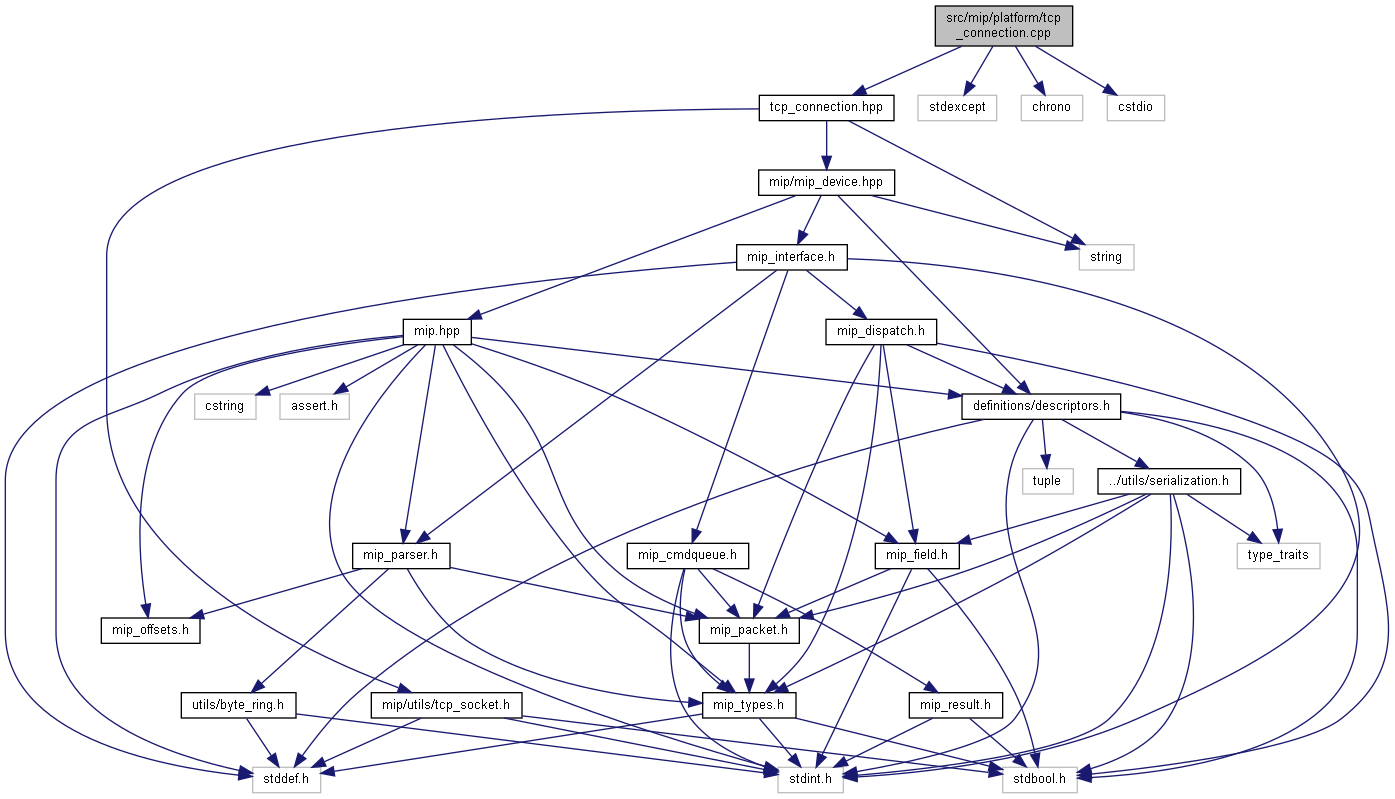 src/mip/platform/tcp
_connection.cpp
tcp_connection.hpp
stdexcept
chrono
cstdio
mip/mip_device.hpp
mip_interface.h
string
mip.hpp
mip_dispatch.h
cstring
assert.h
definitions/descriptors.h
tuple
../utils/serialization.h
mip_parser.h
mip_cmdqueue.h
mip_field.h
type_traits
mip_offsets.h
mip_packet.h
utils/byte_ring.h
mip/utils/tcp_socket.h
mip_types.h
mip_result.h
stddef.h
stdint.h
stdbool.h